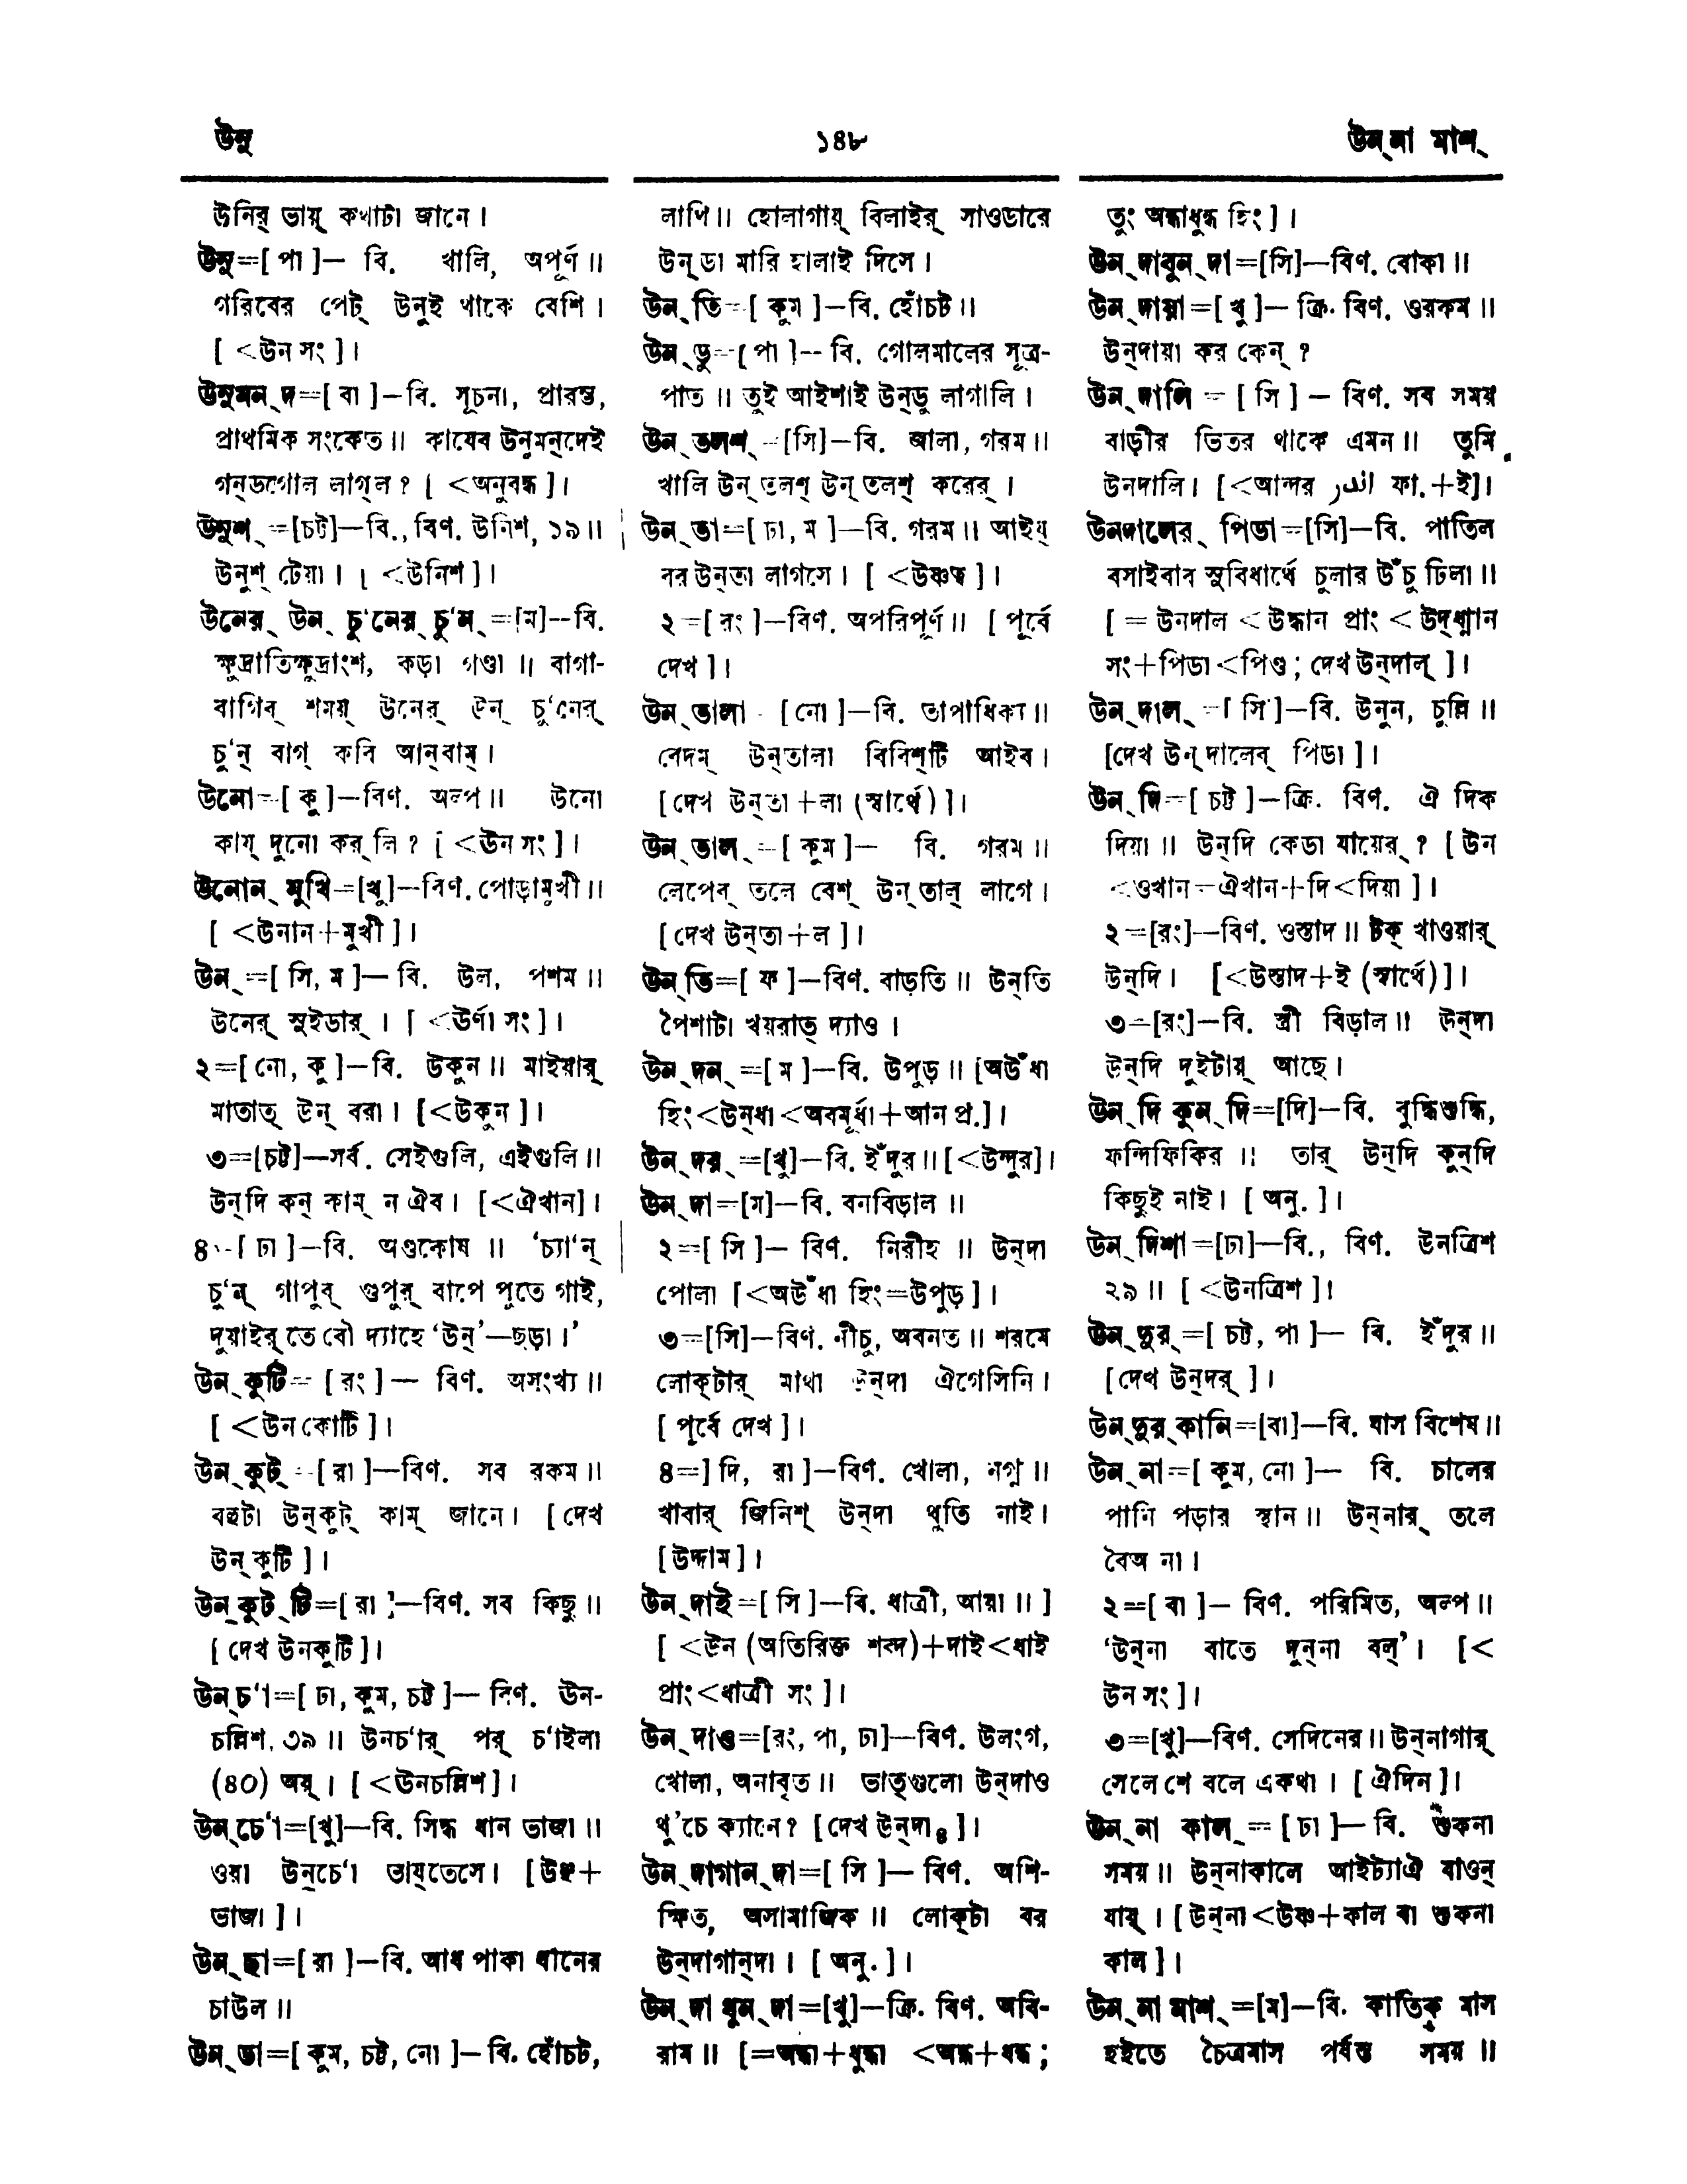 উনু
১৪৮
উন্‌না মাশ্
উনির্ ভায়্ কথাটা জানে।
উনু=[ পা ]— বি. খালি, অপূর্ণ॥
গরিবের পেট্ উনুই থাকে বেশি।
[ <উন সং ]।
উনুমন্‌দ=[ বা ]—বি. সূচনা, প্রারম্ভ,
প্রাথমিক সংকেত॥ কাযেব উনুমন্‌দেই
গন্‌ডগোল লাগ্‌ল? [ <অনুবন্ধ ]।
উনুশ্=[চট্ট]—বি., বিণ. উনিশ, ১৯॥
উনুশ্ টেয়া। [ <উনিশ ]।
উনের্ উন্ চু'নের্ চু'ন্=[ম]—বি.
ক্ষুদ্রাতিক্ষুদ্রাংশ, কড়া গণ্ডা॥ বাগা-
বাগির্ শময়্ উনের্ উন্ চু'নের্
চু'ন্ বাগ্ করি আন্‌বাম্।
উনো=[ কু ]—বিণ. অল্প॥ উনো
কায্ দুনো কর্‌লি? [ <ঊন সং ]।
উনোন্ মুখি=[খু]—বিণ. পোড়ামুখী॥
[ <উনান+মুখী ]।
উন্=[ সি, ম ]— বি. উল, পশম॥
উনের্ সুইডার্। [ <ঊর্ণা সং ]।
২=[ নো, কু ]—বি. উকুন॥ মাইয়ার্
মাতাত্ উন্ বরা। [<উকুন ]।
৩=[চট্ট]—সর্ব. সেইগুলি, এইগুলি॥
উন্‌দি কন্ কাম্ ন ঐব। [<ঐখান]।
৪=[ ঢা ]—বি. অণ্ডকোষ॥ ‘চ্যা'ন্
চু'ন্ গাপুর্ গুপুর্ বাপে পুতে গাই,
দুয়াইর্ তে বৌ দ্যাহে ‘উন্’—ছড়া।’
উন্‌কুটি=[ রং ]— বিণ. অসংখ্য॥
[ <উনকোটি ]।
উন্‌কুট্=[ রা ]—বিণ. সব রকম॥
বহুটা উন্‌কুট্ কাম্ জানে। [ দেখ
উন্‌কুটি ]।
উন্‌কুট্‌টি=[ রা ]—বিণ. সব কিছু॥
[ দেখ উনকুটি ]।
উন্‌চ'া=[ ঢা, কুম, চট্ট ]— বিণ. ঊন-
চল্লিশ, ৩৯॥ উনচ'ার্ পর্ চ'াইলা
(৪০) অয়্। [ <ঊনচল্লিশ ]।
উন্‌চে'া=[খু]—বি. সিদ্ধ ধান ভাজা॥
ওরা উন্‌চে'া ভায্‌তেসে। [ উঞ্ছ+
ভাজা ]।
উন্‌ছা=[ রা ]—বি. আধ পাকা ধানের
চাউল॥
উন্‌ডা=[ কুম, চট্ট, নো ]—বি. হোঁচট,
লাথি॥ হোলাগায়্ বিলাইর্ সাওডারে
উন্‌ডা মারি হালাই দিসে।
উন্‌তি=[ কুম ]—বি. হোঁচট॥
উন্‌ডু=[ পা ]— বি. গোলমালের সূত্র-
পাত॥ তুই আইশাই উন্‌ডু লাগালি।
উন্‌তলশ্=[সি]—বি. জ্বালা, গরম॥
খালি উন্‌তলশ্ উন্‌তলশ্ করের্।
উন্‌তা=[ ঢা, ম ]—বি. গরম॥ আইয্
বর উন্‌তা লাগসে। [ <উষ্ণত্ব ]।
২=[ রং ]—বিণ. অপরিপূর্ণ॥ [ পূর্বে
দেখ ]।
উন্‌তালা=[ নো ]—বি. তাপাধিক্য॥
বেদম্ উন্‌তালা বিবিশ্‌টি আইব।
[ দেখ উন্‌তা+লা (স্বার্থে) ]।
উন্‌তাল্=[ কুম ]— বি. গরম॥
লেপের্ তলে বেশ্ উন্‌তাল্ লাগে।
[ দেখ উন্‌তা+ল ]।
উন্‌তি=[ ফ ]—বিণ. বাড়তি॥ উন্‌তি
পৈশাটা খয়রাত্ দ্যাও।
উন্‌দন্=[ ম ]—বি. উপুড়॥ [অউঁধা
হিং<উন্‌ধা<অবমূর্ধা+আন প্র.]।
উন্‌দর্=[খু]—বি. ইঁদুর॥ [<উন্দুর]।
উন্‌দা=[ম]—বি. বনবিড়াল॥
২=[ সি ]— বিণ. নিরীহ॥ উন্‌দা
পোলা [<অউঁধা হিং=উপুড় ]।
৩=[সি]—বিণ. নীচু, অবনত॥ শরমে
লোক্‌টার্ মাথা উন্‌দা ঐগেসিনি।
[ পূর্বে দেখ ]।
৪=] দি, রা ]—বিণ. খোলা, নগ্ন॥
খাবার্ জিনিশ্ উন্‌দা থুতি নাই।
[ উদ্দাম ]।
উন্‌দাই=[ সি ]—বি. ধাত্রী, আয়া॥ ]
[ <উন (অতিরিক্ত শব্দ)+দাই<ধাই
প্রাং<ধাত্রী সং ]।
উন্‌দাও=[রং, পা, ঢা]—বিণ. উলংগ,
খোলা, অনাবৃত॥ ভাত্‌গুলো উন্‌দাও
থু'চে ক্যানে? [ দেখ উন্‌দা৪ ]।
উন্‌দাগান্‌দা=[ সি ]— বিণ. অশি-
ক্ষিত, অসামাজিক॥ লোক্‌টা বর
উন্‌দাগান্‌দা। [ অনু. ]।
উন্‌দা ধুন্‌দা=[খু]—ক্রি. বিণ. অবি-
রাম॥ [=অন্ধা+ধুন্ধা <অন্ধ+ধন্ধ;
তুং অন্ধাধুন্ধ হিং ]।
উন্‌দাবুন্‌দা=[সি]—বিণ. বোকা॥
উন্‌দায়া=[ খু ]— ক্রি. বিণ. ওরকম॥
উন্‌দায়া কর কেন্?
উন্‌দালি=[ সি ]— বিণ. সব সময়
বাড়ীর ভিতর থাকে এমন॥ তুমি
উনদালি। [<আন্দর اندر ফা.+ই]।
উনদালের্ পিডা=[সি]—বি. পাতিল
বসাইবার সুবিধার্থে চুলার উঁচু ঢিলা॥
[ = উনদাল < উদ্ধান প্রাং < উদ্‌ধ্মান
সং+পিডা<পিণ্ড; দেখ উন্‌দাল্ ]।
উন্‌দাল্=[ সি ]—বি. উনুন, চুল্লি॥
[দেখ উন্‌দালের্ পিডা ]।
উন্‌দি=[ চট্ট ]—ক্রি. বিণ. ঐ দিক
দিয়া॥ উন্‌দি কেডা যায়ের্? [ উন
<ওখান=ঐখান+দি<দিয়া ]।
২=[রং]—বিণ. ওস্তাদ॥ টক্ খাওয়ার্
উন্‌দি। [<উস্তাদ+ই (স্বার্থে)]।
৩=[রং]—বি. স্ত্রী বিড়াল॥ উন্‌দা
উন্‌দি দুইটায়্ আছে।
উন্‌দি কুন্‌দি=[দি]—বি. বুদ্ধিশুদ্ধি,
ফন্দিফিকির॥ তার্ উন্‌দি কুন্‌দি
কিছুই নাই। [ অনু. ]।
উন্‌দিশা=[ঢা]—বি., বিণ. উনত্রিশ
২৯॥ [ <উনত্রিশ ]।
উন্‌দুর্=[ চট্ট, পা ]— বি. ইঁদুর॥
[ দেখ উন্‌দর্ ]।
উন্‌দুর্ কানি=[বা]—বি. ঘাস বিশেষ॥
উন্‌না=[ কুম, নো ]— বি. চালের
পানি পড়ার স্থান॥ উন্‌নার্ তলে
বৈঅ না।
২=[ বা ]— বিণ. পরিমিত, অল্প॥
‘উন্‌না বাতে দুন্‌না বল্’। [<
উন সং ]।
৩=[খু]—বিণ. সেদিনের॥ উন্‌নাগার্
সেলে শে বলে একথা। [ ঐদিন ]।
উন্‌না কাল্=[ ঢা ]— বি. শুকনা
সময়॥ উন্‌নাকালে আইট্যাঐ যাওন্
যায়্। [ উন্‌না<উষ্ণ+কাল বা শুকনা
কাল ]।
উন্‌না মাশ্=[ম]—বি. কার্তিক মাস
হইতে চৈত্রমাস পর্যন্ত সময়॥